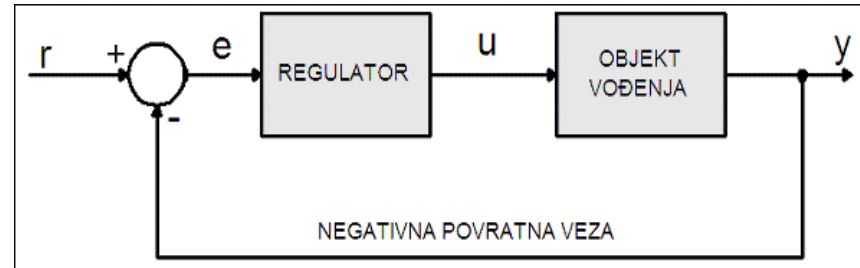 r
+
-
e
REGULATOR
u
OBJEKT
VOĐENJA
y
NEGATIVNA POVRATNA VEZA